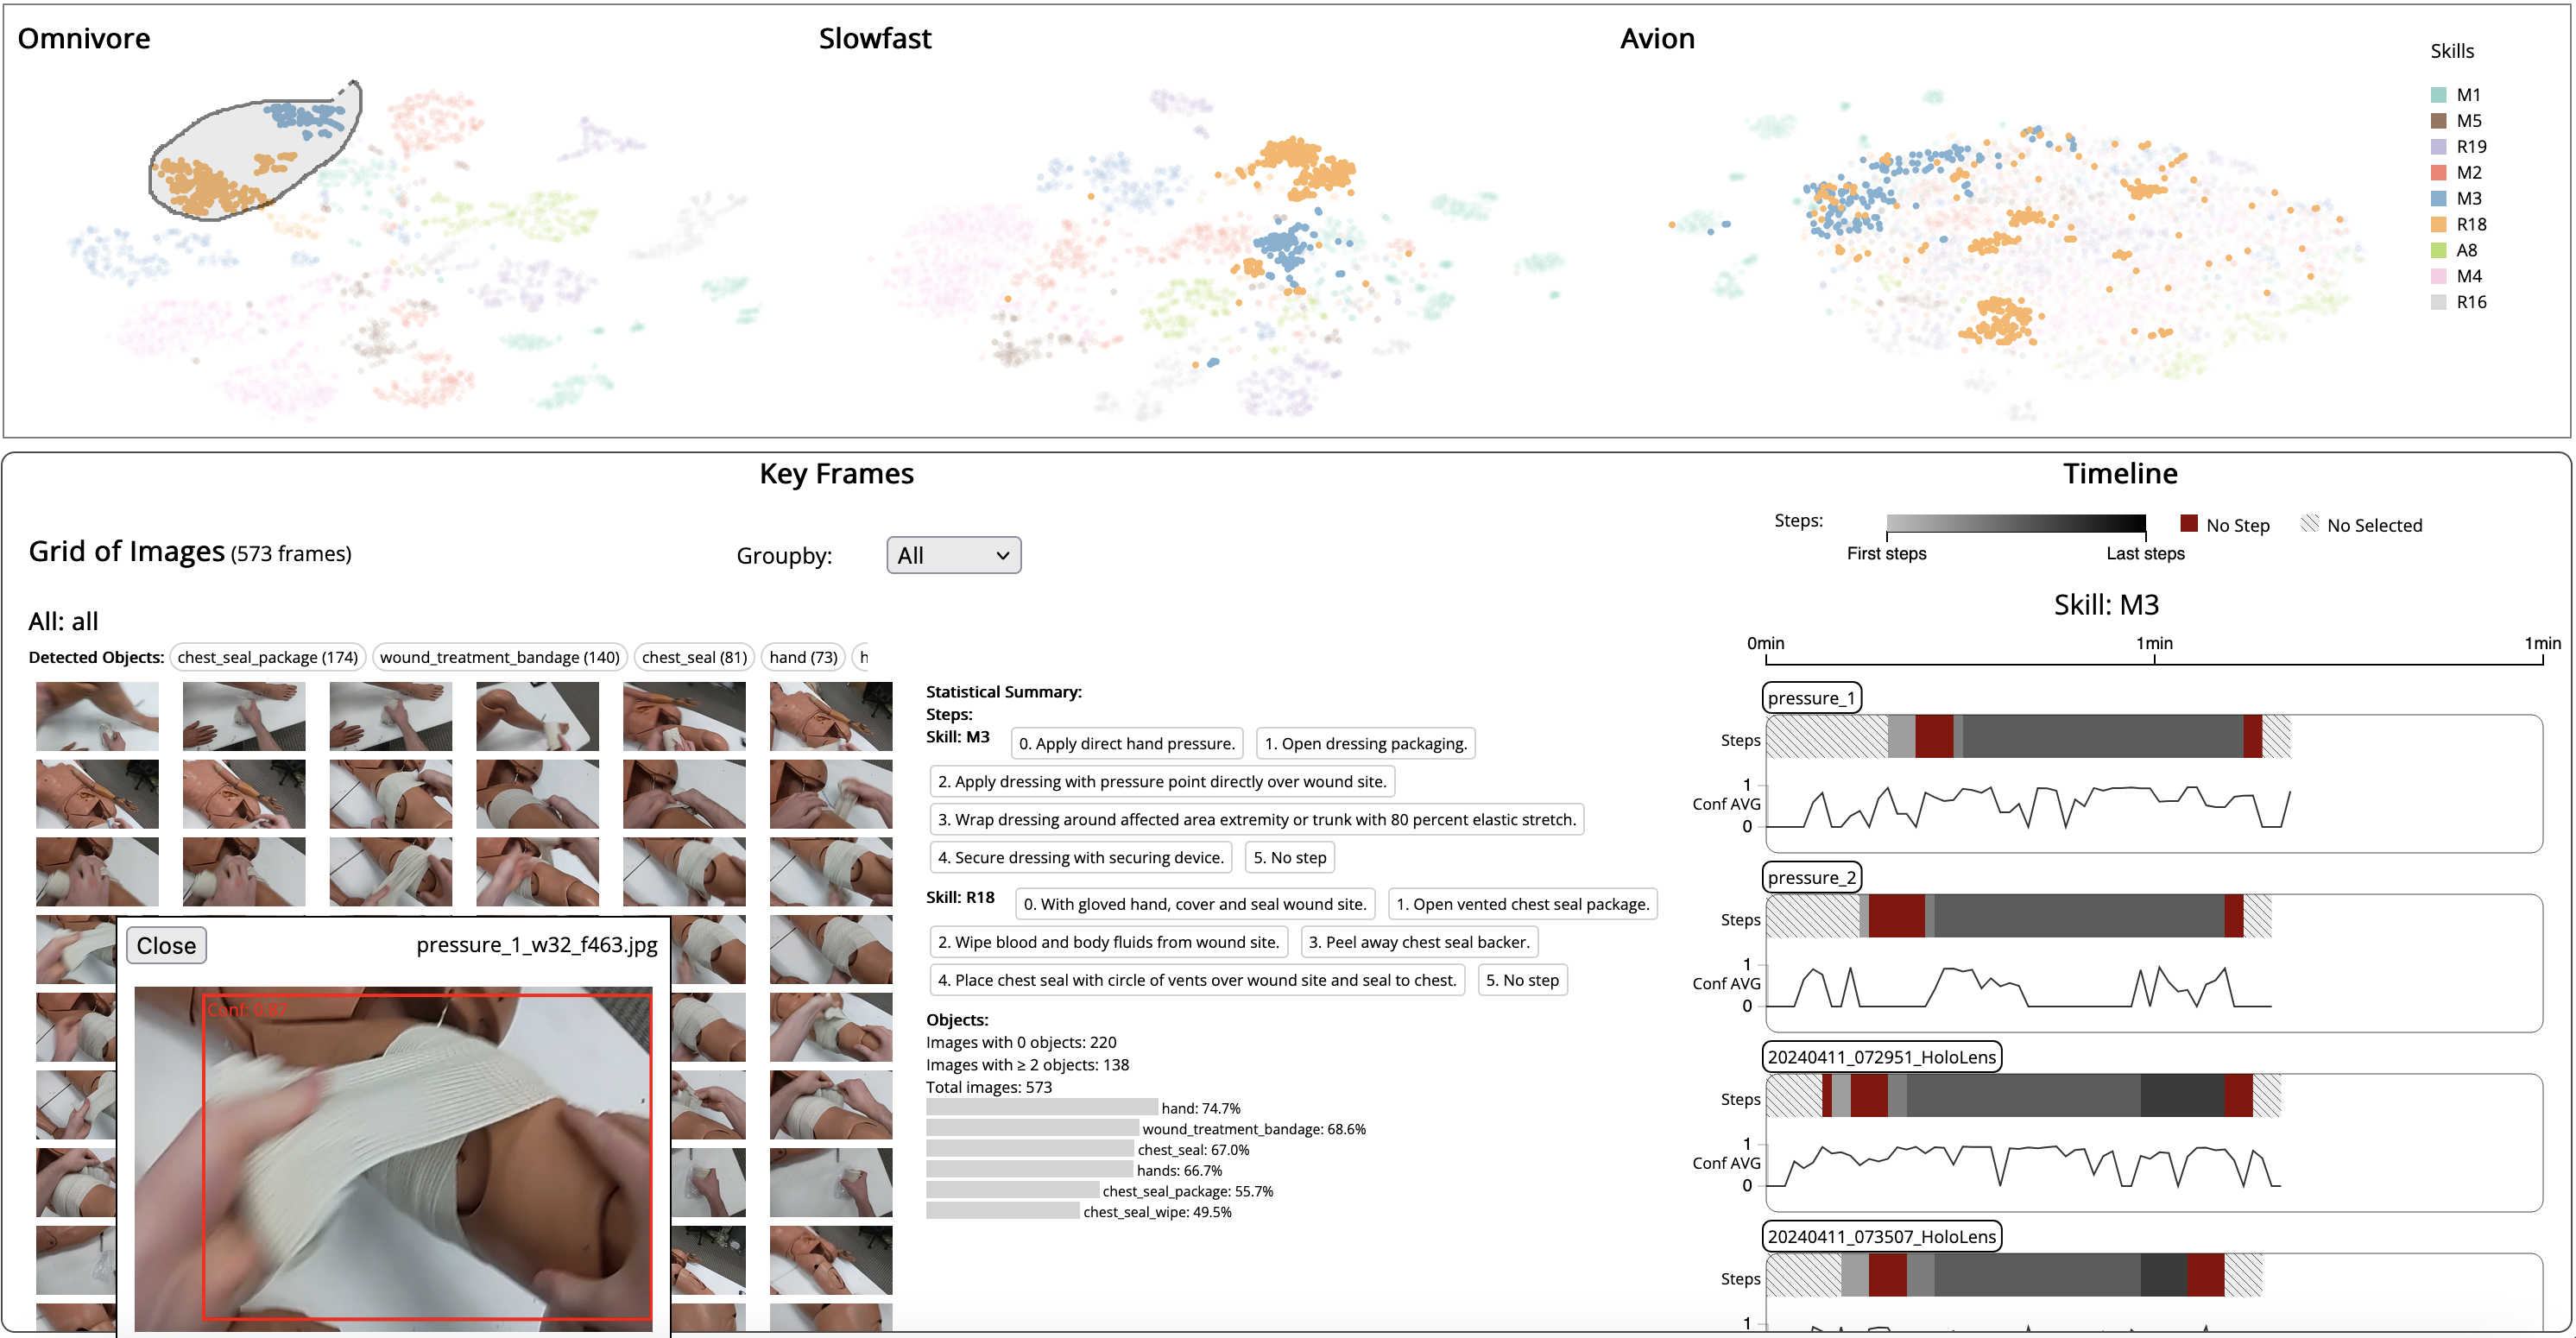 Omnivore
Slowfast
Avion
Skills
M1
M5
R19
M2
M3
R18
A8
M4
R16
Key Frames
Grid of Images (573 frames)
Groupby: All
All: all
Detected Objects: chest_seal_package (174) wound_treatment_bandage (140) chest_seal (81) hand (73) h
Close pressure_1_w32_f463.jpg
Conf: 0.87
Statistical Summary:
Steps:
Skill: M3 0. Apply direct hand pressure. 1. Open dressing packaging.
2. Apply dressing with pressure point directly over wound site.
3. Wrap dressing around affected area extremity or trunk with 80 percent elastic stretch.
4. Secure dressing with securing device. 5. No step
Skill: R18 0. With gloved hand, cover and seal wound site. 1. Open vented chest seal package.
2. Wipe blood and body fluids from wound site. 3. Peel away chest seal backer.
4. Place chest seal with circle of vents over wound site and seal to chest. 5. No step
Objects:
Images with 0 objects: 220
Images with ≥ 2 objects: 138
Total images: 573
hand: 74.7%
wound_treatment_bandage: 68.6%
chest_seal: 67.0%
hands: 66.7%
chest_seal_package: 55.7%
chest_seal_wipe: 49.5%
Timeline
Steps: No Step No Selected
First steps Last steps
Skill: M3
0min 1min 1min
pressure_1
Steps
1
Conf AVG
0
pressure_2
Steps
1
Conf AVG
0
20240411_072951_HoloLens
Steps
1
Conf AVG
0
20240411_073507_HoloLens
Steps
1